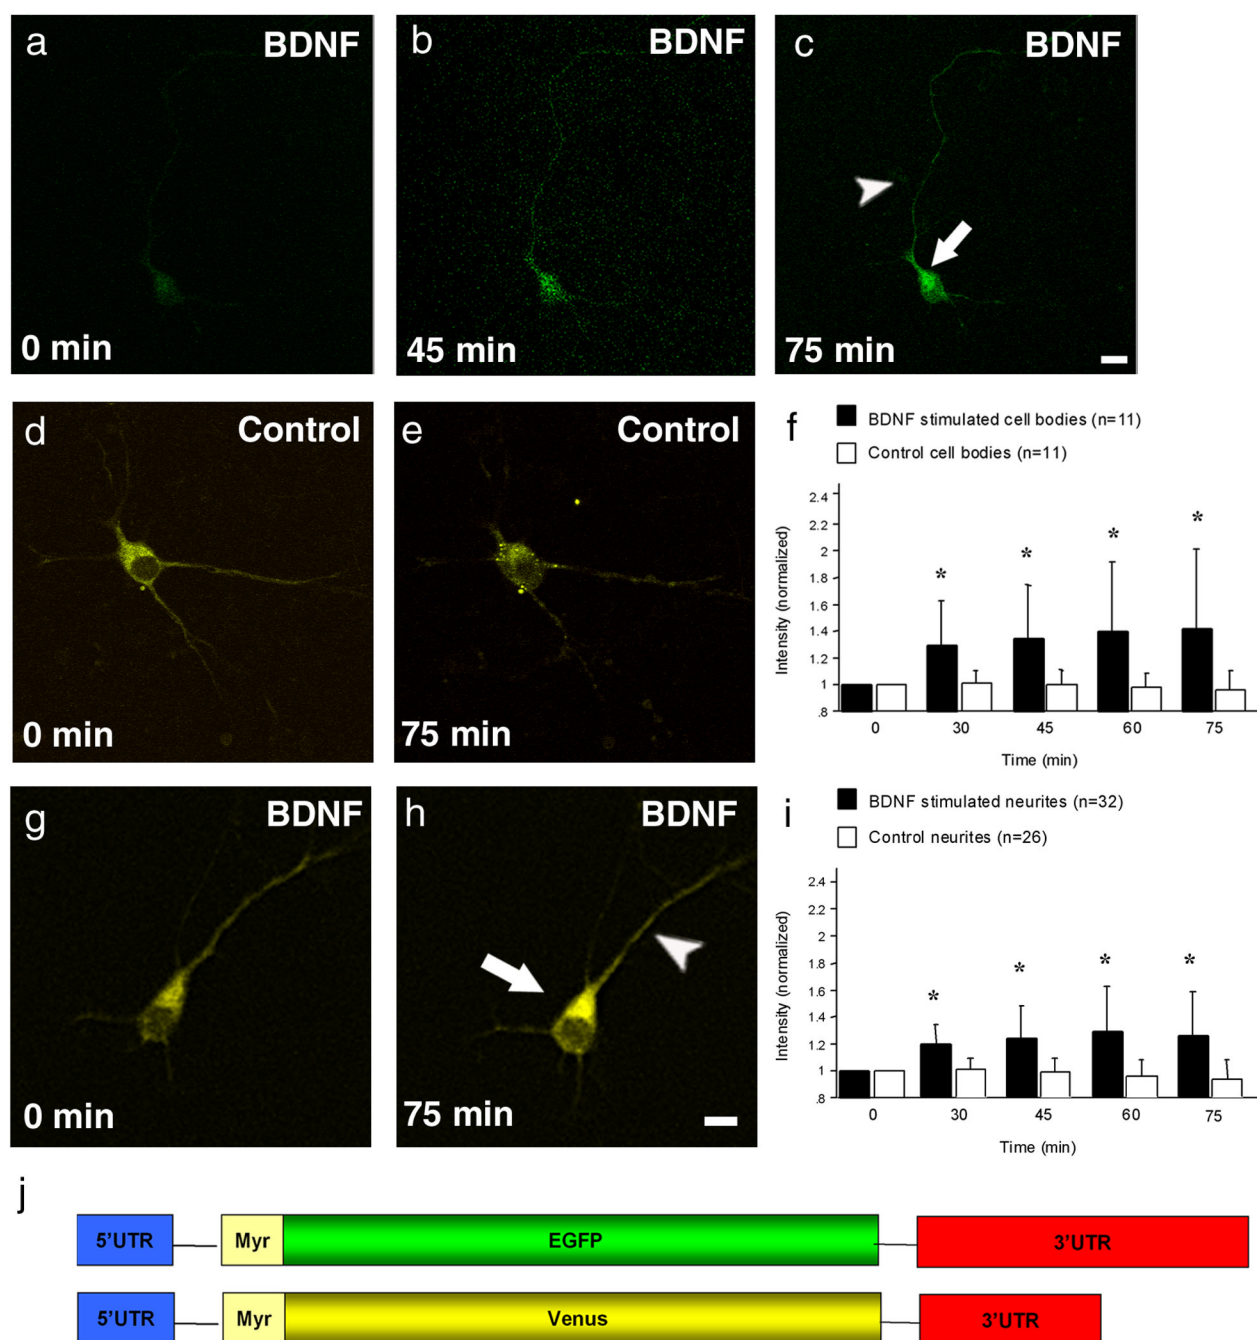 a BDNF
0 min
b BDNF
45 min
c BDNF
75 min
d Control
0 min
e Control
75 min
f
BDNF stimulated cell bodies (n=11)
Control cell bodies (n=11)
Intensity (normalized)
2.4
2.2
2
1.8
1.6
1.4
1.2
1
.8
* * * *
0 30 45 60 75
Time (min)
g BDNF
0 min
h BDNF
75 min
i
BDNF stimulated neurites (n=32)
Control neurites (n=26)
Intensity (normalized)
2.4
2.2
2
1.8
1.6
1.4
1.2
1
.8
* * * *
0 30 45 60 75
Time (min)
j
5'UTR Myr EGFP 3'UTR
5'UTR Myr Venus 3'UTR